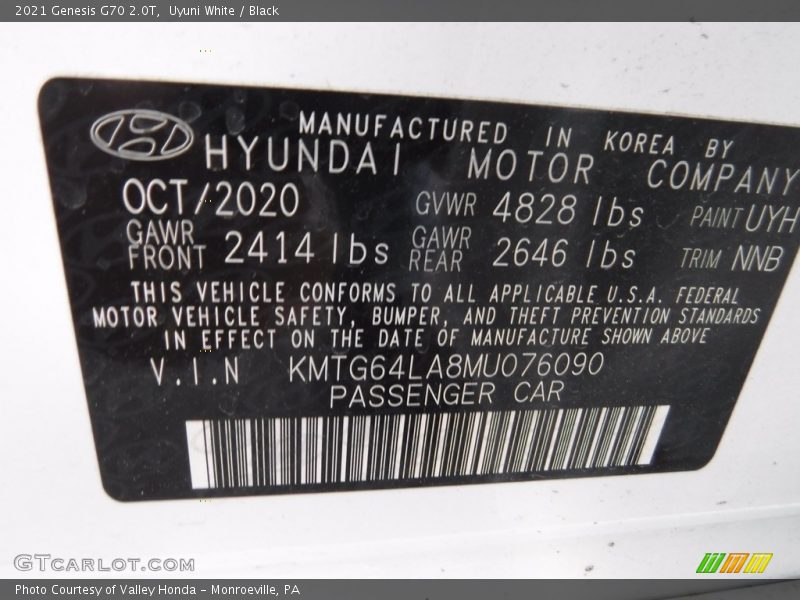 2021 Genesis G70 2.0T,  Uyuni White / Black
MANUFACTURED IN KOREA BY
HYUNDAI MOTOR COMPANY
OCT/2020 GVWR 4828 lbs PAINT UYH
GAWR FRONT 2414 lbs GAWR REAR 2646 lbs TRIM NNB
THIS VEHICLE CONFORMS TO ALL APPLICABLE U.S.A. FEDERAL
MOTOR VEHICLE SAFETY, BUMPER, AND THEFT PREVENTION STANDARDS
IN EFFECT ON THE DATE OF MANUFACTURE SHOWN ABOVE
V.I.N KMTG64LA8MU076090
PASSENGER CAR
GTCARLOT.COM
Photo Courtesy of Valley Honda - Monroeville, PA